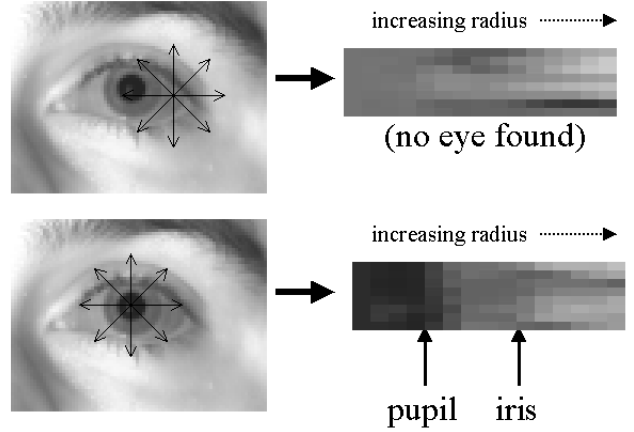 increasing radius
(no eye found)
increasing radius
pupil iris